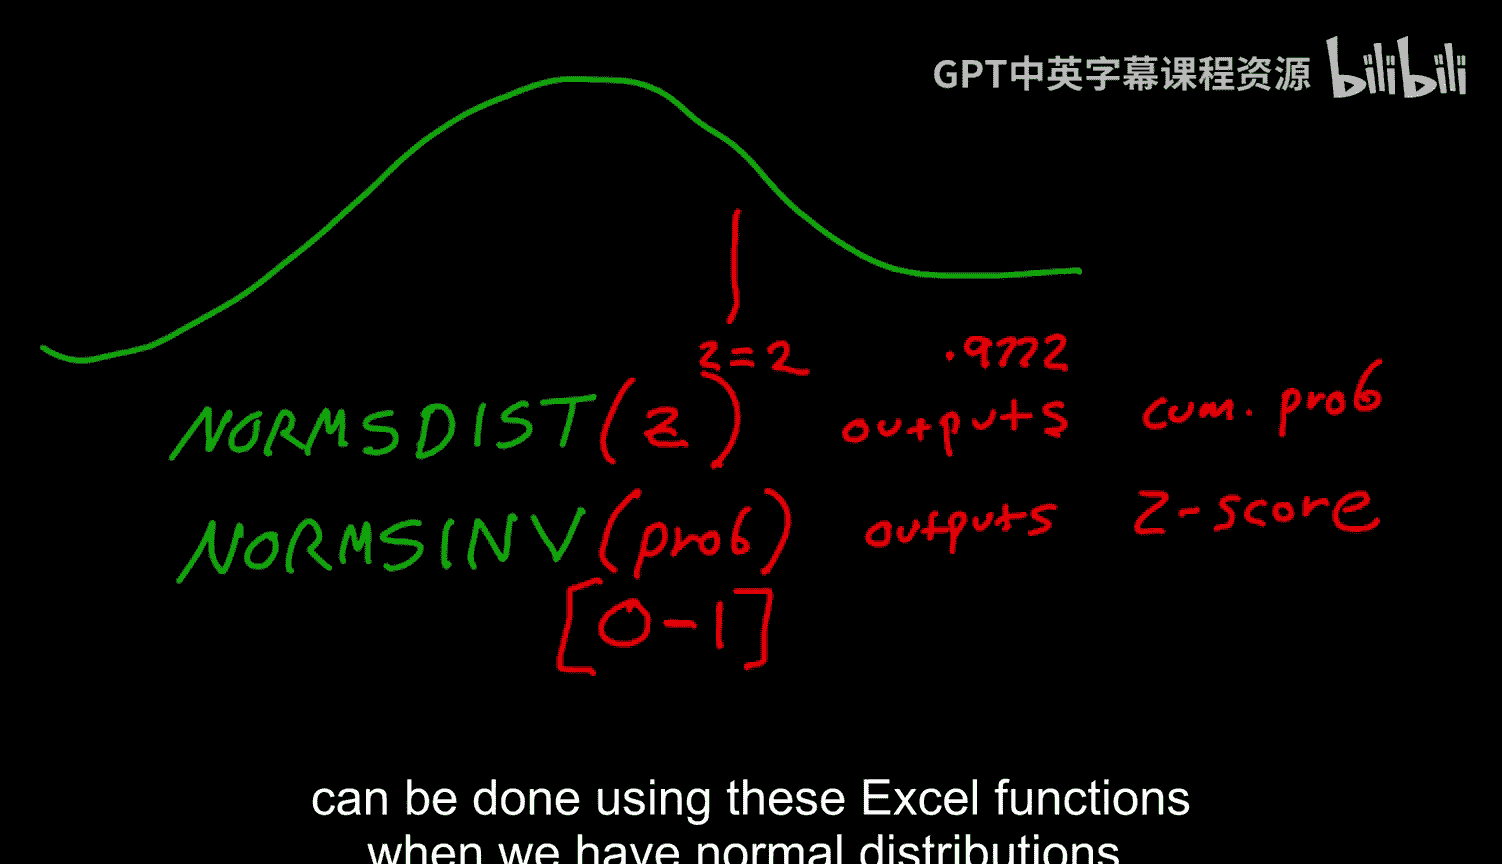 GPT中英字幕课程资源 bilibili
z=2 .9772
NORMSDIST(z) outputs cum. prob
NORMSINV(prob) outputs z-score
[0-1]
can be done using these Excel functions
when we have normal distributions